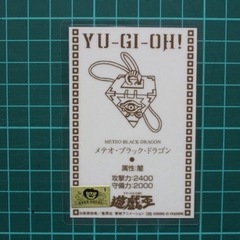 YU-GI-OH!
METEO BLACK DRAGON
メテオ・ブラック・ドラゴン
属性:闇
攻撃力:2400
守備力:2000
遊戯王